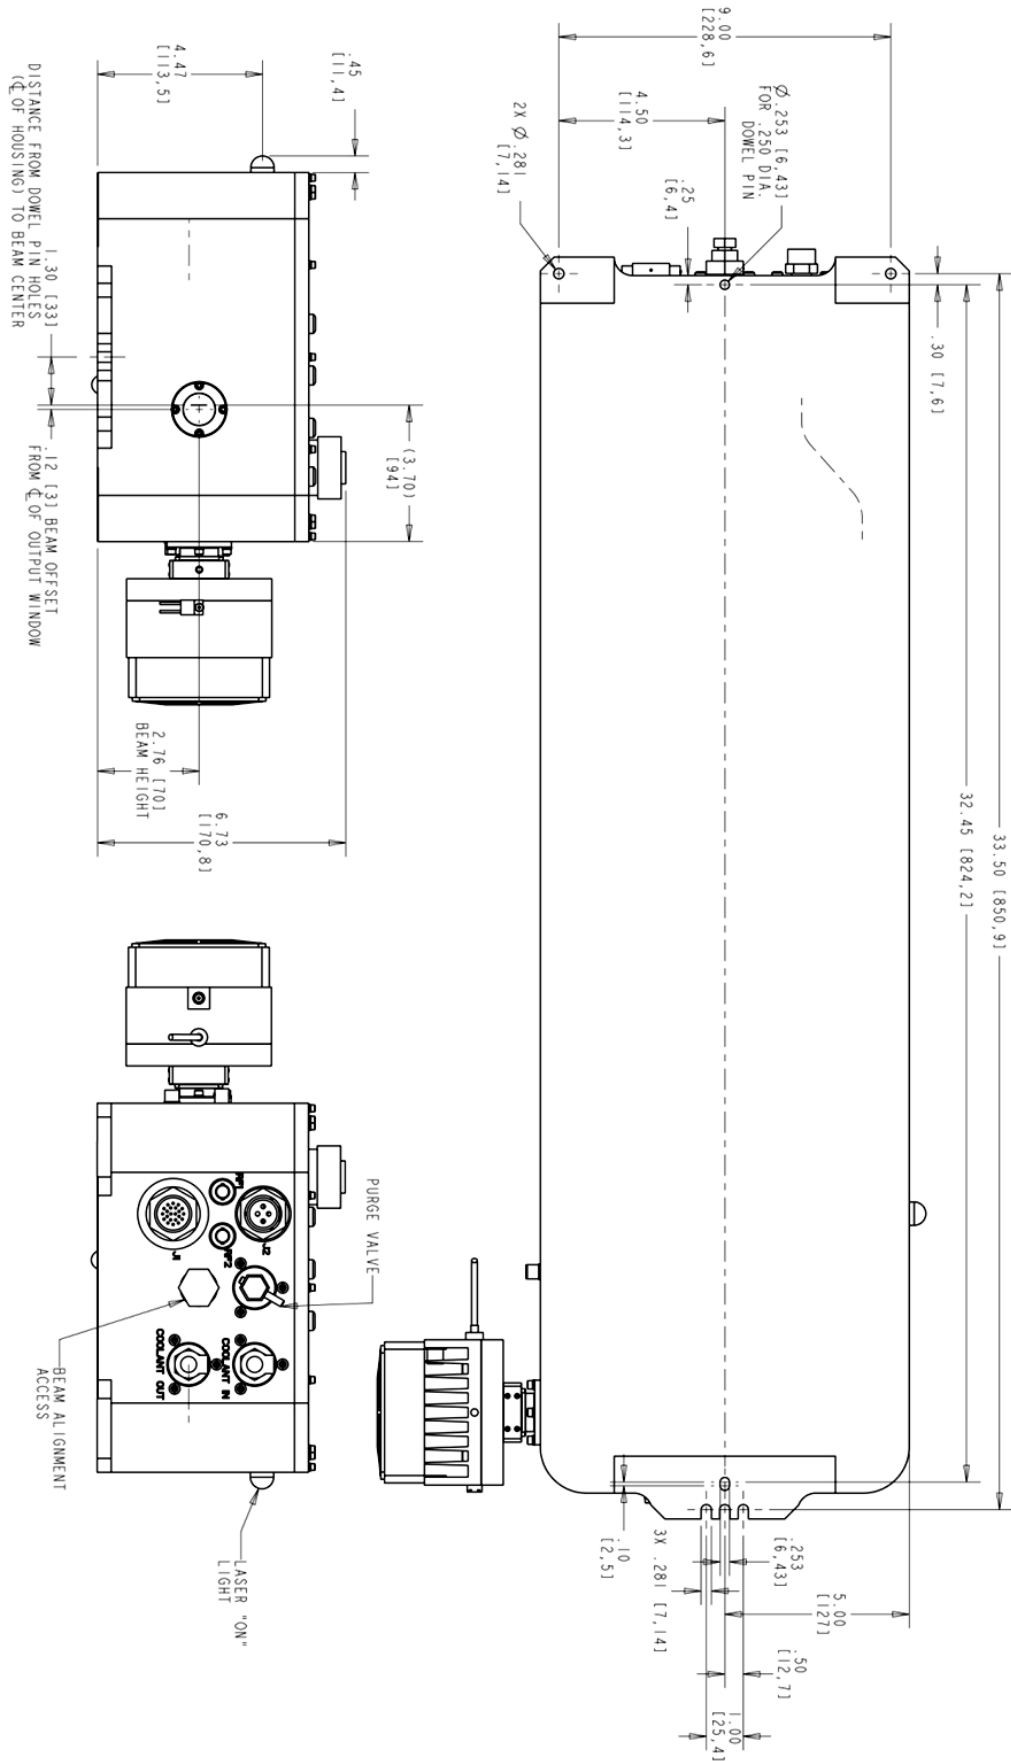 9.00
[228,6]
Ø.253 [6,43]
FOR .250 DIA.
DOWEL PIN
4.50
[114,3]
2X Ø.281
[7,14]
.25
[6,4]
.30 [7,6]
32.45 [824,2]
33.50 [850,9]
.10
[2,5]
3X .281 [7,14]
.253
[6,43]
5.00
[127]
.50
[12,7]
1.00
[25,4]
.45
[11,4]
4.47
[113,5]
DISTANCE FROM DOWEL PIN HOLES
(℄ OF HOUSING) TO BEAM CENTER
1.30 [33]
.12 [3] BEAM OFFSET
FROM ℄ OF OUTPUT WINDOW
(3.70)
[94]
2.76 [70]
BEAM HEIGHT
6.73
[170,8]
PURGE VALVE
RF1
RF2
J2
J1
COOLANT IN
COOLANT OUT
BEAM ALIGNMENT
ACCESS
LASER "ON"
LIGHT